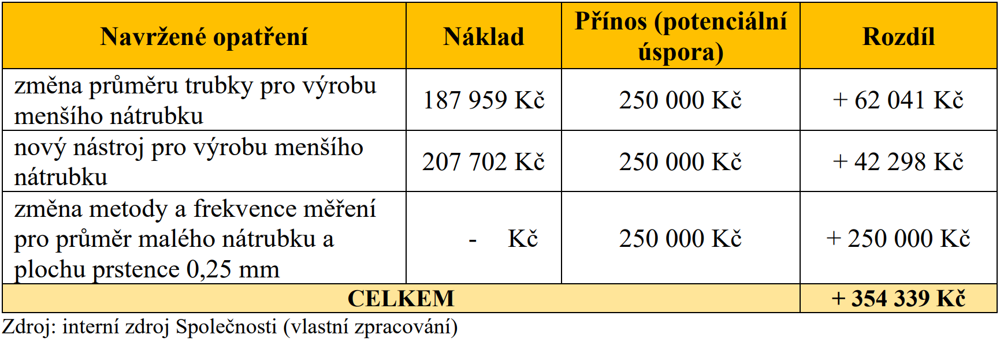 Navržené opatření
Náklad
Přínos (potenciální
úspora)
Rozdíl
změna průměru trubky pro výrobu
menšího nátrubku
187 959 Kč
250 000 Kč
+ 62 041 Kč
nový nástroj pro výrobu menšího
nátrubku
207 702 Kč
250 000 Kč
+ 42 298 Kč
změna metody a frekvence měření
pro průměr malého nátrubku a
plochu prstence 0,25 mm
- Kč
250 000 Kč
+ 250 000 Kč
CELKEM
+ 354 339 Kč
Zdroj: interní zdroj Společnosti (vlastní zpracování)